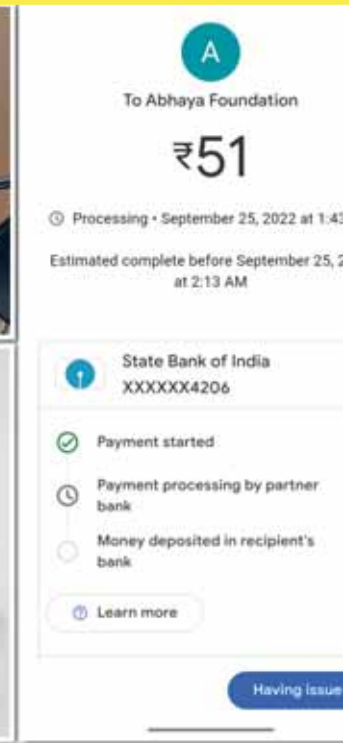 A
To Abhaya Foundation
₹51
Processing • September 25, 2022 at 1:43
Estimated complete before September 25, 2
at 2:13 AM
State Bank of India
XXXXXX4206
Payment started
Payment processing by partner
bank
Money deposited in recipient's
bank
Learn more
Having issue